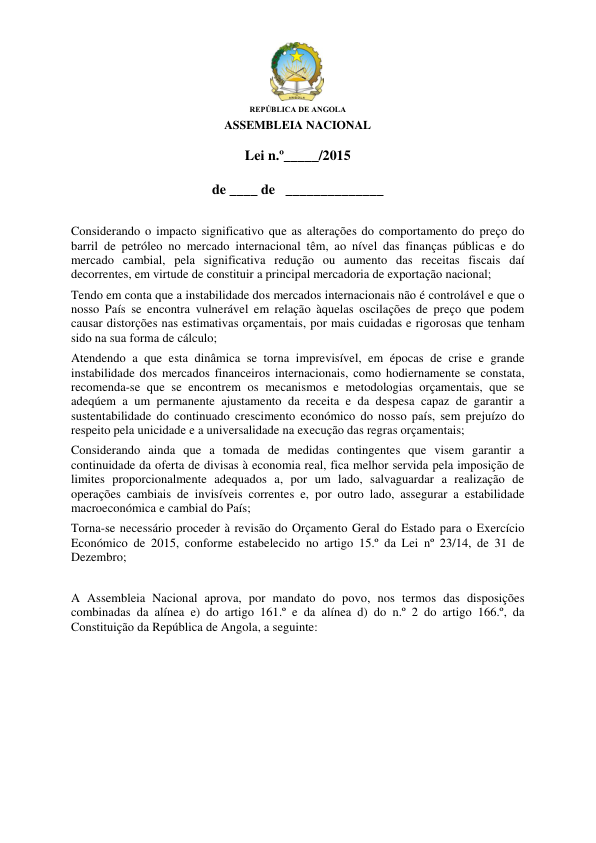 REPÚBLICA DE ANGOLA
ASSEMBLEIA NACIONAL
Lei n.º_____/2015
de ____ de ______________
Considerando o impacto significativo que as alterações do comportamento do preço do
barril de petróleo no mercado internacional têm, ao nível das finanças públicas e do
mercado cambial, pela significativa redução ou aumento das receitas fiscais daí
decorrentes, em virtude de constituir a principal mercadoria de exportação nacional;
Tendo em conta que a instabilidade dos mercados internacionais não é controlável e que o
nosso País se encontra vulnerável em relação àquelas oscilações de preço que podem
causar distorções nas estimativas orçamentais, por mais cuidadas e rigorosas que tenham
sido na sua forma de cálculo;
Atendendo a que esta dinâmica se torna imprevisível, em épocas de crise e grande
instabilidade dos mercados financeiros internacionais, como hodiernamente se constata,
recomenda-se que se encontrem os mecanismos e metodologias orçamentais, que se
adeqúem a um permanente ajustamento da receita e da despesa capaz de garantir a
sustentabilidade do continuado crescimento económico do nosso país, sem prejuízo do
respeito pela unicidade e a universalidade na execução das regras orçamentais;
Considerando ainda que a tomada de medidas contingentes que visem garantir a
continuidade da oferta de divisas à economia real, fica melhor servida pela imposição de
limites proporcionalmente adequados a, por um lado, salvaguardar a realização de
operações cambiais de invisíveis correntes e, por outro lado, assegurar a estabilidade
macroeconómica e cambial do País;
Torna-se necessário proceder à revisão do Orçamento Geral do Estado para o Exercício
Económico de 2015, conforme estabelecido no artigo 15.º da Lei nº 23/14, de 31 de
Dezembro;
A Assembleia Nacional aprova, por mandato do povo, nos termos das disposições
combinadas da alínea e) do artigo 161.º e da alínea d) do n.º 2 do artigo 166.º, da
Constituição da República de Angola, a seguinte: